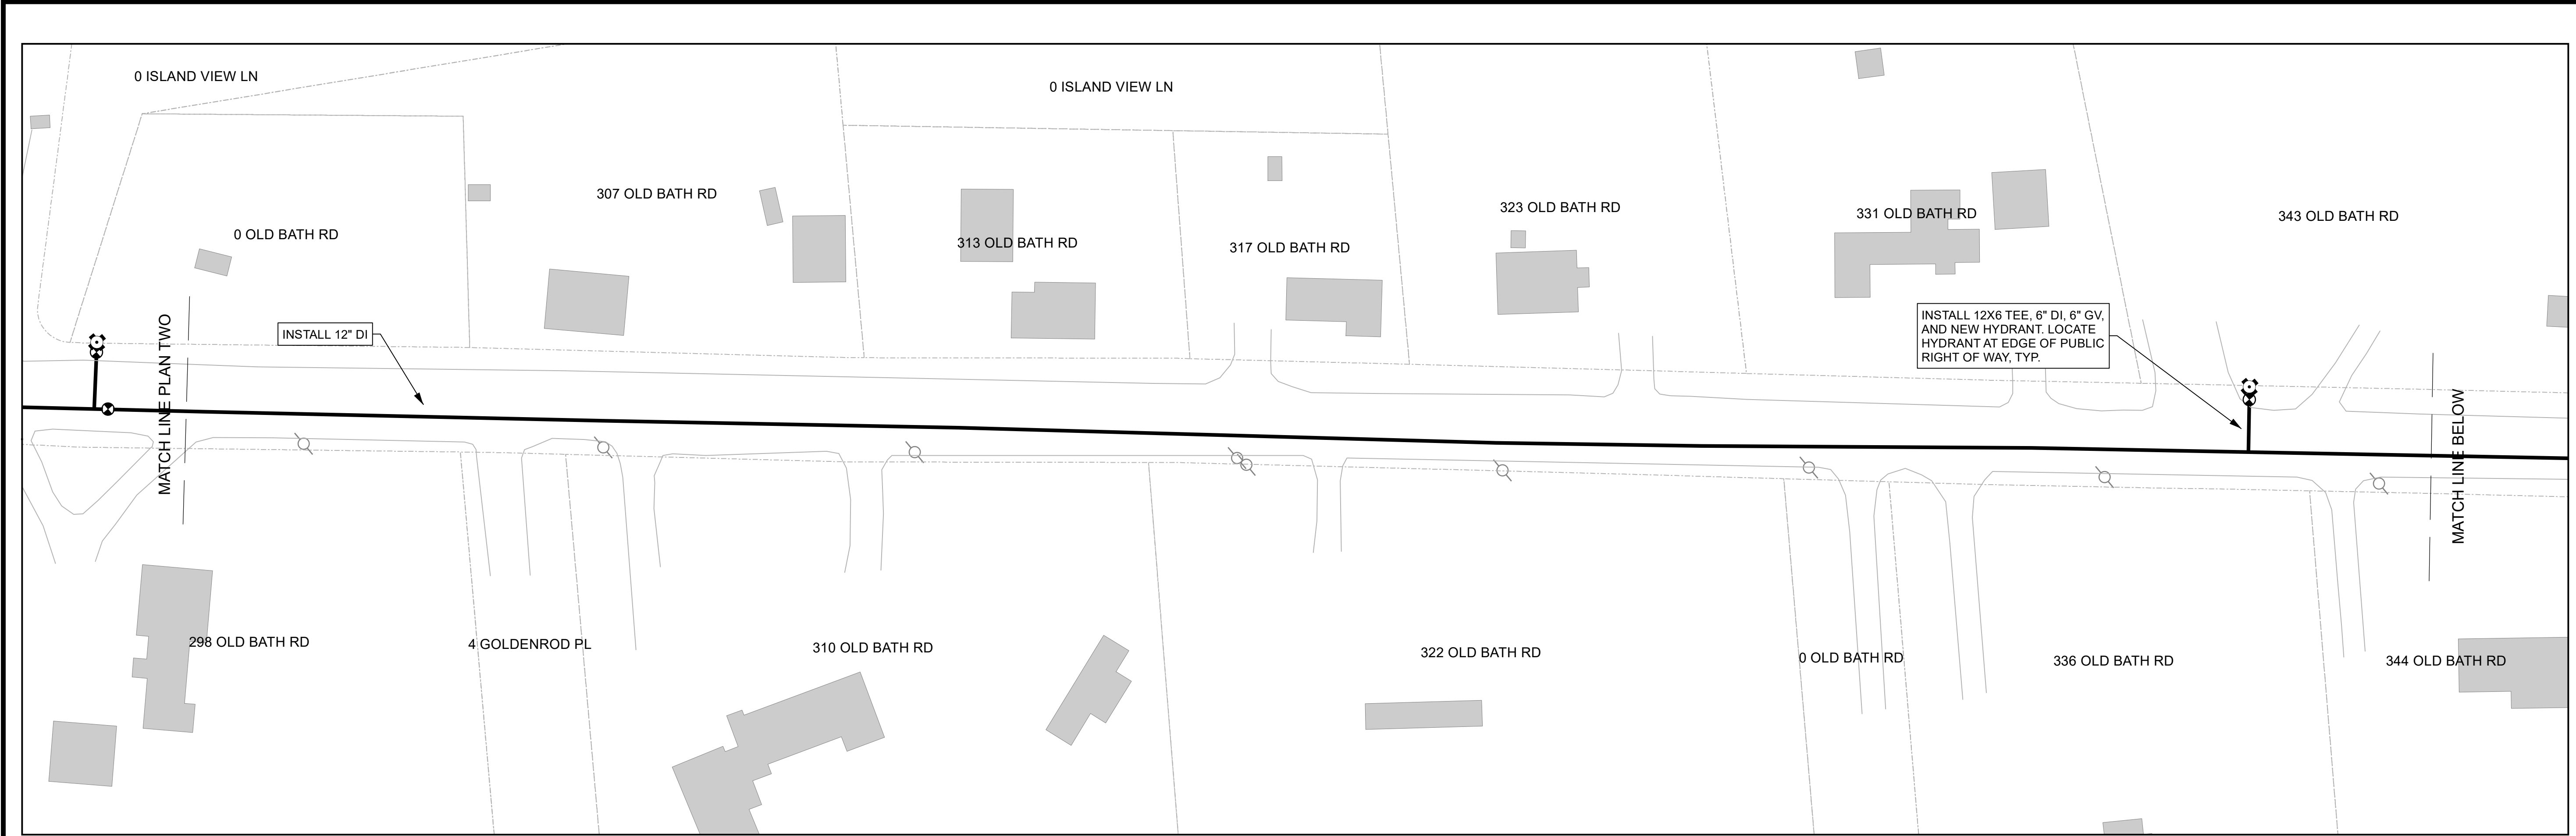 0 ISLAND VIEW LN
0 ISLAND VIEW LN
307 OLD BATH RD
323 OLD BATH RD
331 OLD BATH RD
343 OLD BATH RD
0 OLD BATH RD
313 OLD BATH RD
317 OLD BATH RD
MATCH LINE PLAN TWO
INSTALL 12" DI
INSTALL 12X6 TEE, 6" DI, 6" GV,
AND NEW HYDRANT. LOCATE
HYDRANT AT EDGE OF PUBLIC
RIGHT OF WAY, TYP.
MATCH LINE BELOW
298 OLD BATH RD
4 GOLDENROD PL
310 OLD BATH RD
322 OLD BATH RD
0 OLD BATH RD
336 OLD BATH RD
344 OLD BATH RD